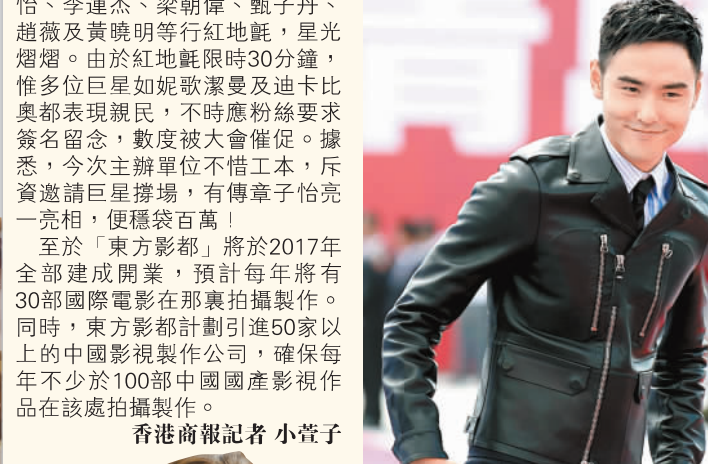 怡、李連杰、梁朝偉、甄子丹、
趙薇及黃曉明等行紅地氈，星光
熠熠。由於紅地氈限時30分鐘，
惟多位巨星如妮歌潔曼及迪卡比
奧都表現親民，不時應粉絲要求
簽名留念，數度被大會催促。據
悉，今次主辦單位不惜工本，斥
資邀請巨星撐場，有傳章子怡亮
一亮相，便穩袋百萬！
至於「東方影都」將於2017年
全部建成開業，預計每年將有
30部國際電影在那裏拍攝製作。
同時，東方影都計劃引進50家以
上的中國影視製作公司，確保每
年不少於100部中國國產影視作
品在該處拍攝製作。
香港商報記者 小萱子